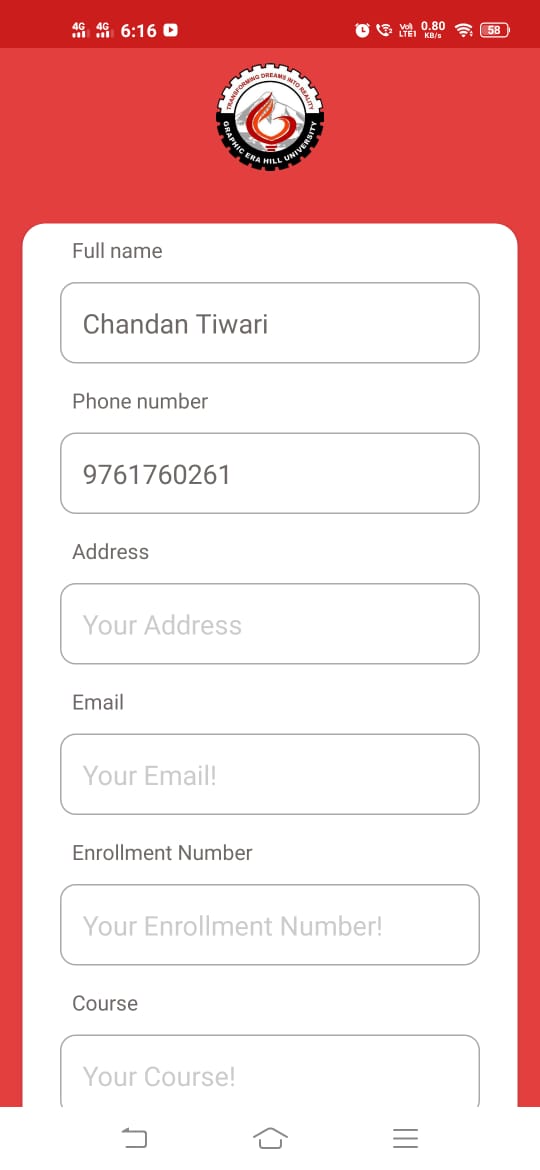 4G 4G 6:16 Vo) LTE1 0.80 KB/s 58
TRANSFORMING DREAMS INTO REALITY
GRAPHIC ERA HILL UNIVERSITY
Full name
Chandan Tiwari
Phone number
9761760261
Address
Your Address
Email
Your Email!
Enrollment Number
Your Enrollment Number!
Course
Your Course!